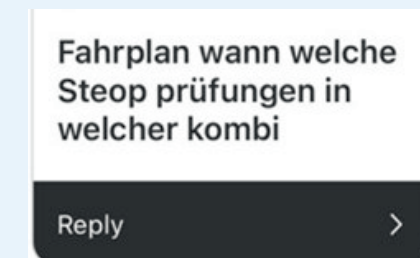 Fahrplan wann welche
Steop prüfungen in
welcher kombi
Reply